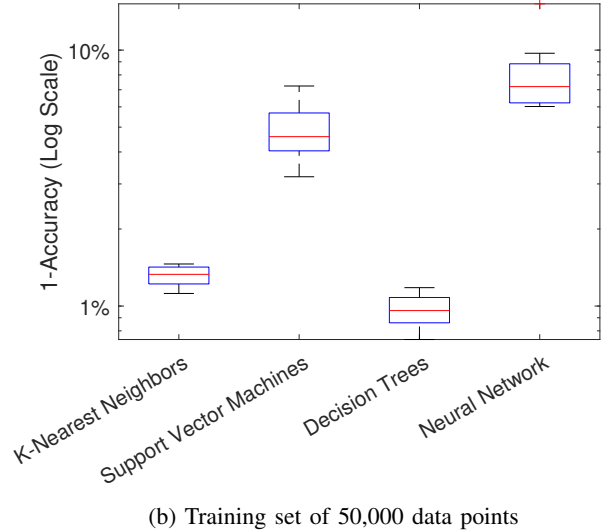 1-Accuracy (Log Scale)
10%
1%
K-Nearest Neighbors
Support Vector Machines
Decision Trees
Neural Network
(b) Training set of 50,000 data points